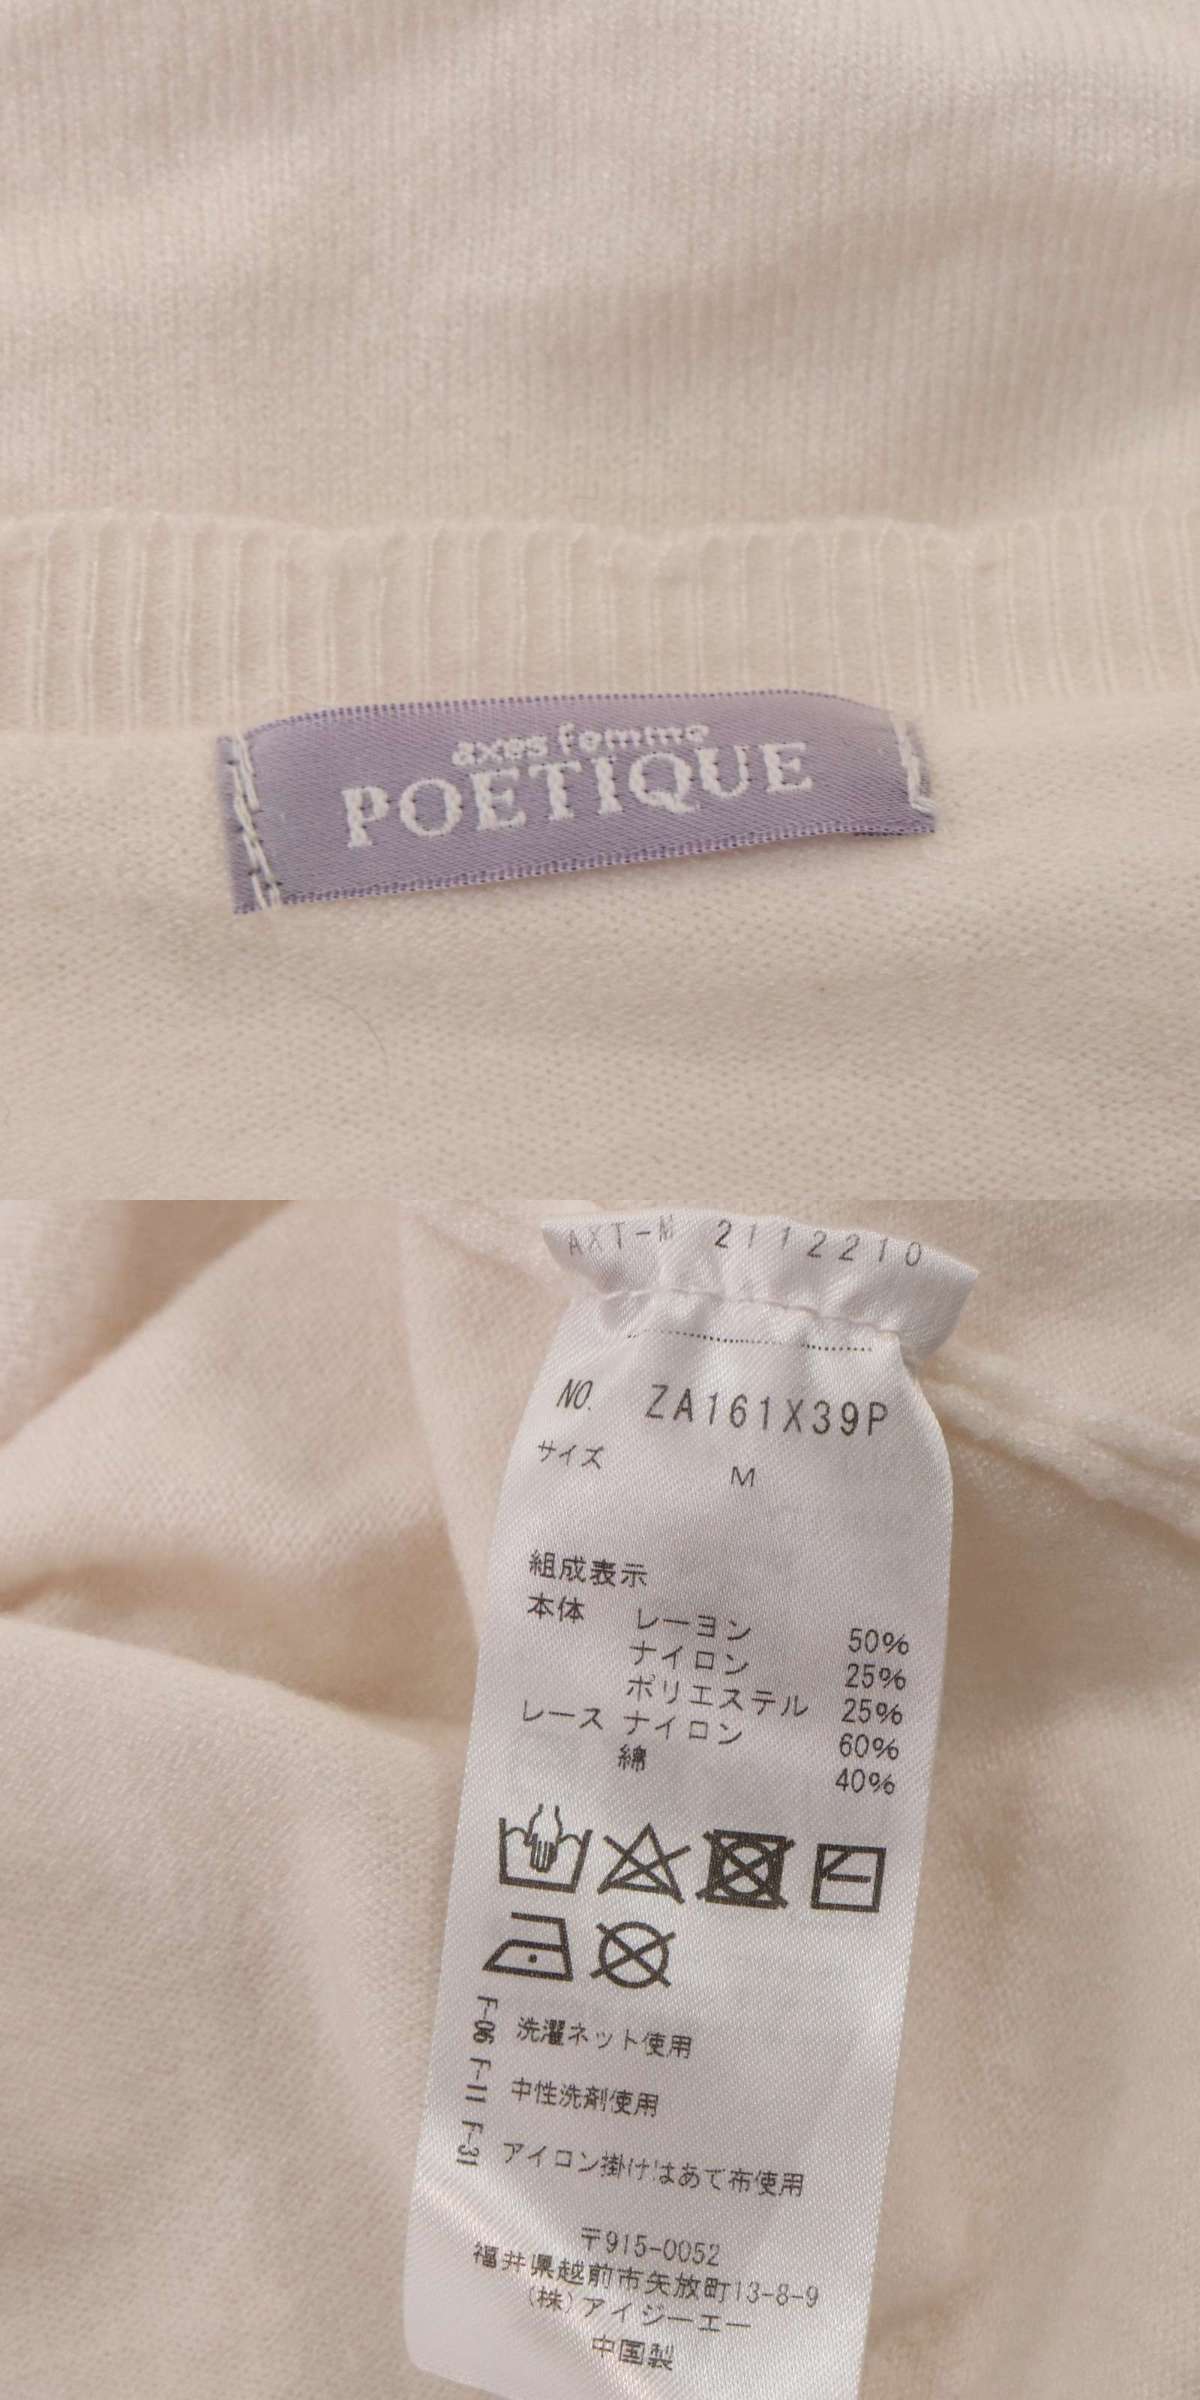 axes femme
POETIQUE
AXT-M 2112210
NO. ZA161X39P
サイズ M
組成表示
本体 レーヨン 50%
ナイロン 25%
ポリエステル 25%
レース ナイロン 60%
綿 40%
F-06 洗濯ネット使用
F-11 中性洗剤使用
F-31 アイロン掛けはあて布使用
〒915-0052
福井県越前市矢放町13-8-9
(株)アイジーエー
中国製